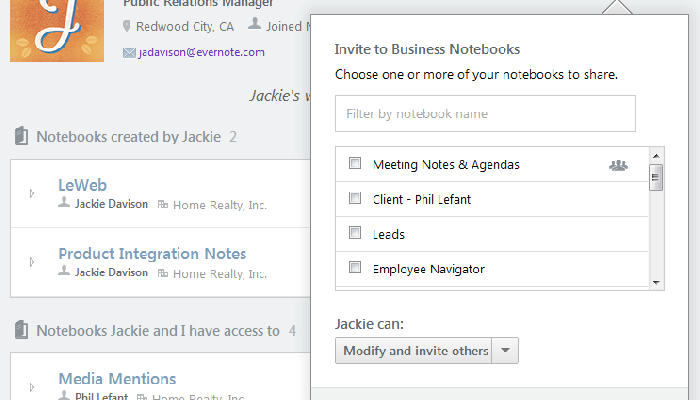 Public Relations Manager
Redwood City, CA
Joined
jadavison@evernote.com
Jackie's
Notebooks created by Jackie 2
LeWeb
Jackie Davison Home Realty, Inc.
Product Integration Notes
Jackie Davison Home Realty, Inc.
Notebooks Jackie and I have access to 4
Media Mentions
Phil Lefant Home Realty, Inc.
Invite to Business Notebooks
Choose one or more of your notebooks to share.
Filter by notebook name
Meeting Notes & Agendas
Client - Phil Lefant
Leads
Employee Navigator
Jackie can:
Modify and invite others